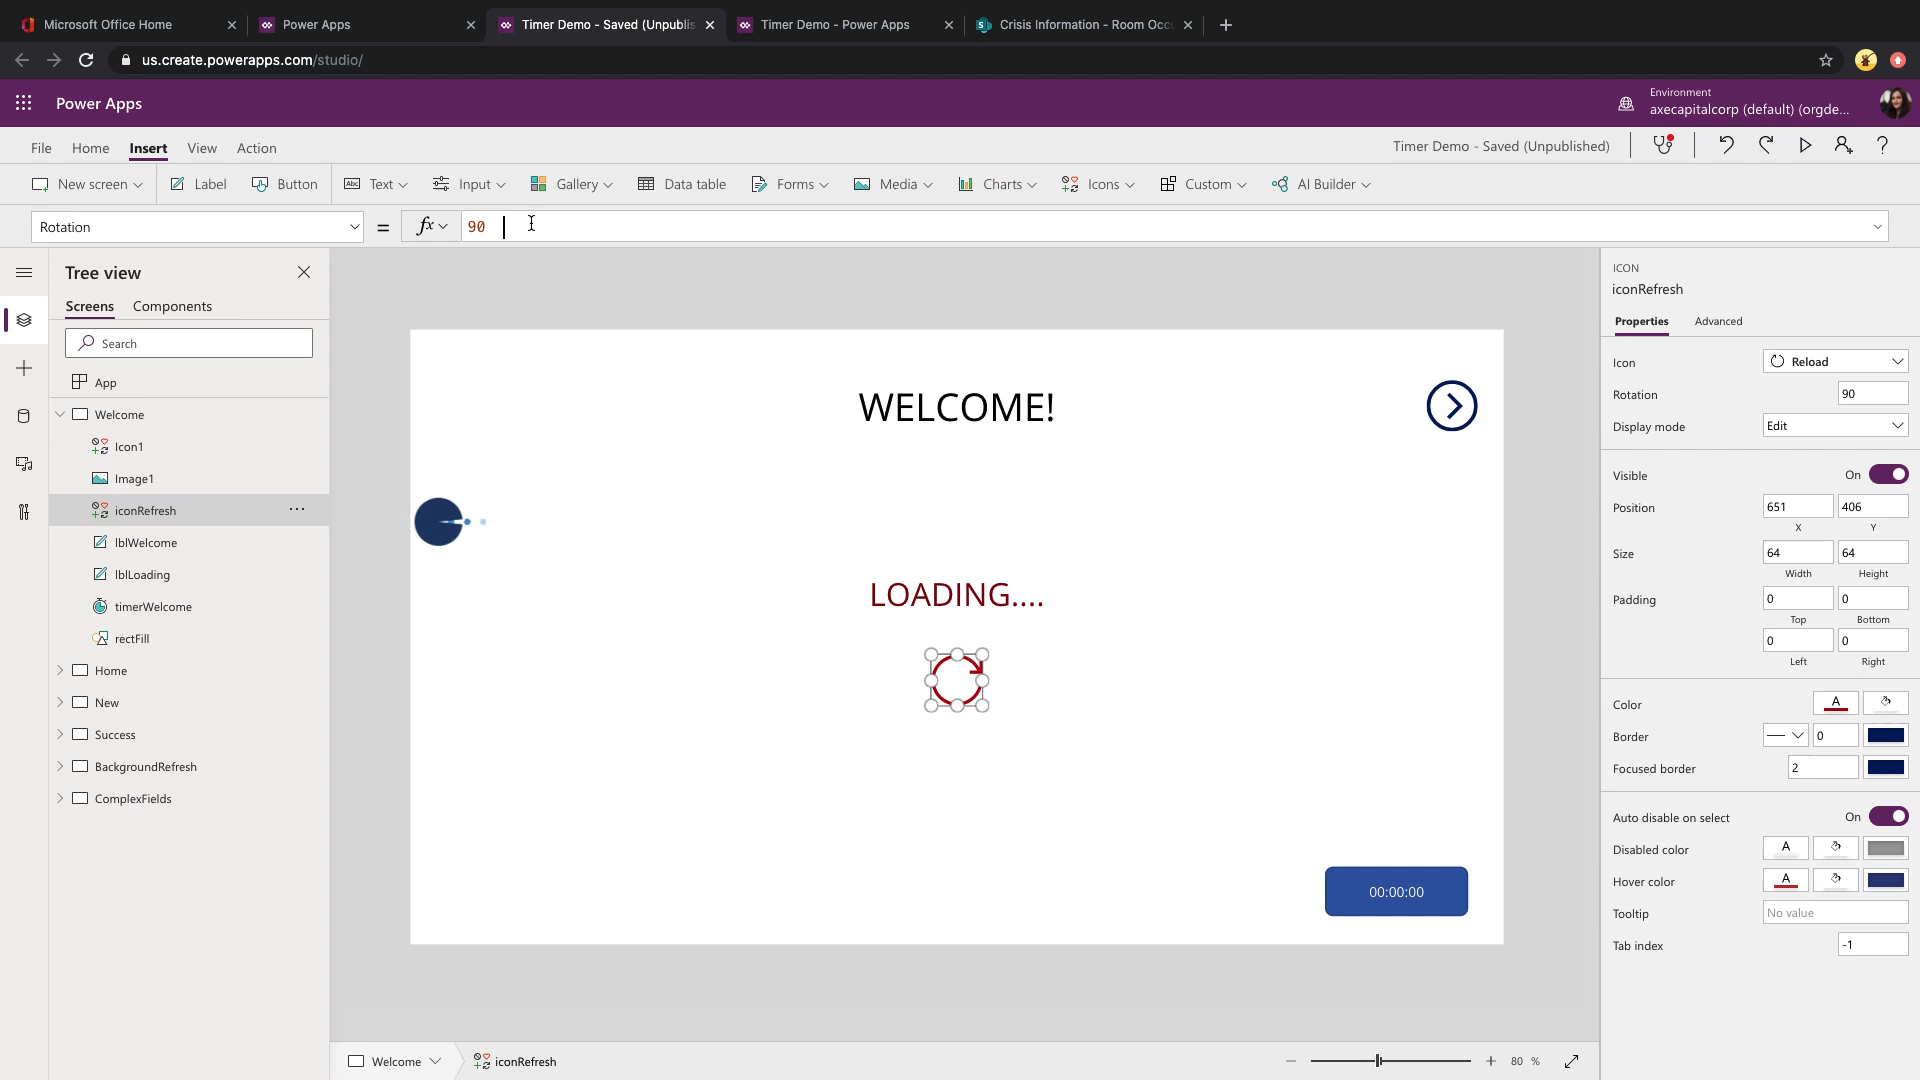 Microsoft Office Home
Power Apps
Timer Demo - Saved (Unpublis
Timer Demo - Power Apps
Crisis Information - Room Occu
us.create.powerapps.com/studio/
Power Apps
Environment
axecapitalcorp (default) (orgde...
File
Home
Insert
View
Action
Timer Demo - Saved (Unpublished)
New screen
Label
Button
Abc
Text
Input
Gallery
Data table
Forms
Media
Charts
Icons
Custom
AI Builder
Rotation
=
fx
90
Tree view
Screens
Components
Search
App
Welcome
Icon1
Image1
iconRefresh
lblWelcome
lblLoading
timerWelcome
rectFill
Home
New
Success
BackgroundRefresh
ComplexFields
WELCOME!
LOADING....
00:00:00
ICON
iconRefresh
Properties
Advanced
Icon
Reload
Rotation
90
Display mode
Edit
Visible
On
Position
651
406
X
Y
Size
64
64
Width
Height
Padding
0
0
Top
Bottom
0
0
Left
Right
Color
A
Border
0
Focused border
2
Auto disable on select
On
Disabled color
A
Hover color
A
Tooltip
No value
Tab index
-1
Welcome
iconRefresh
80 %